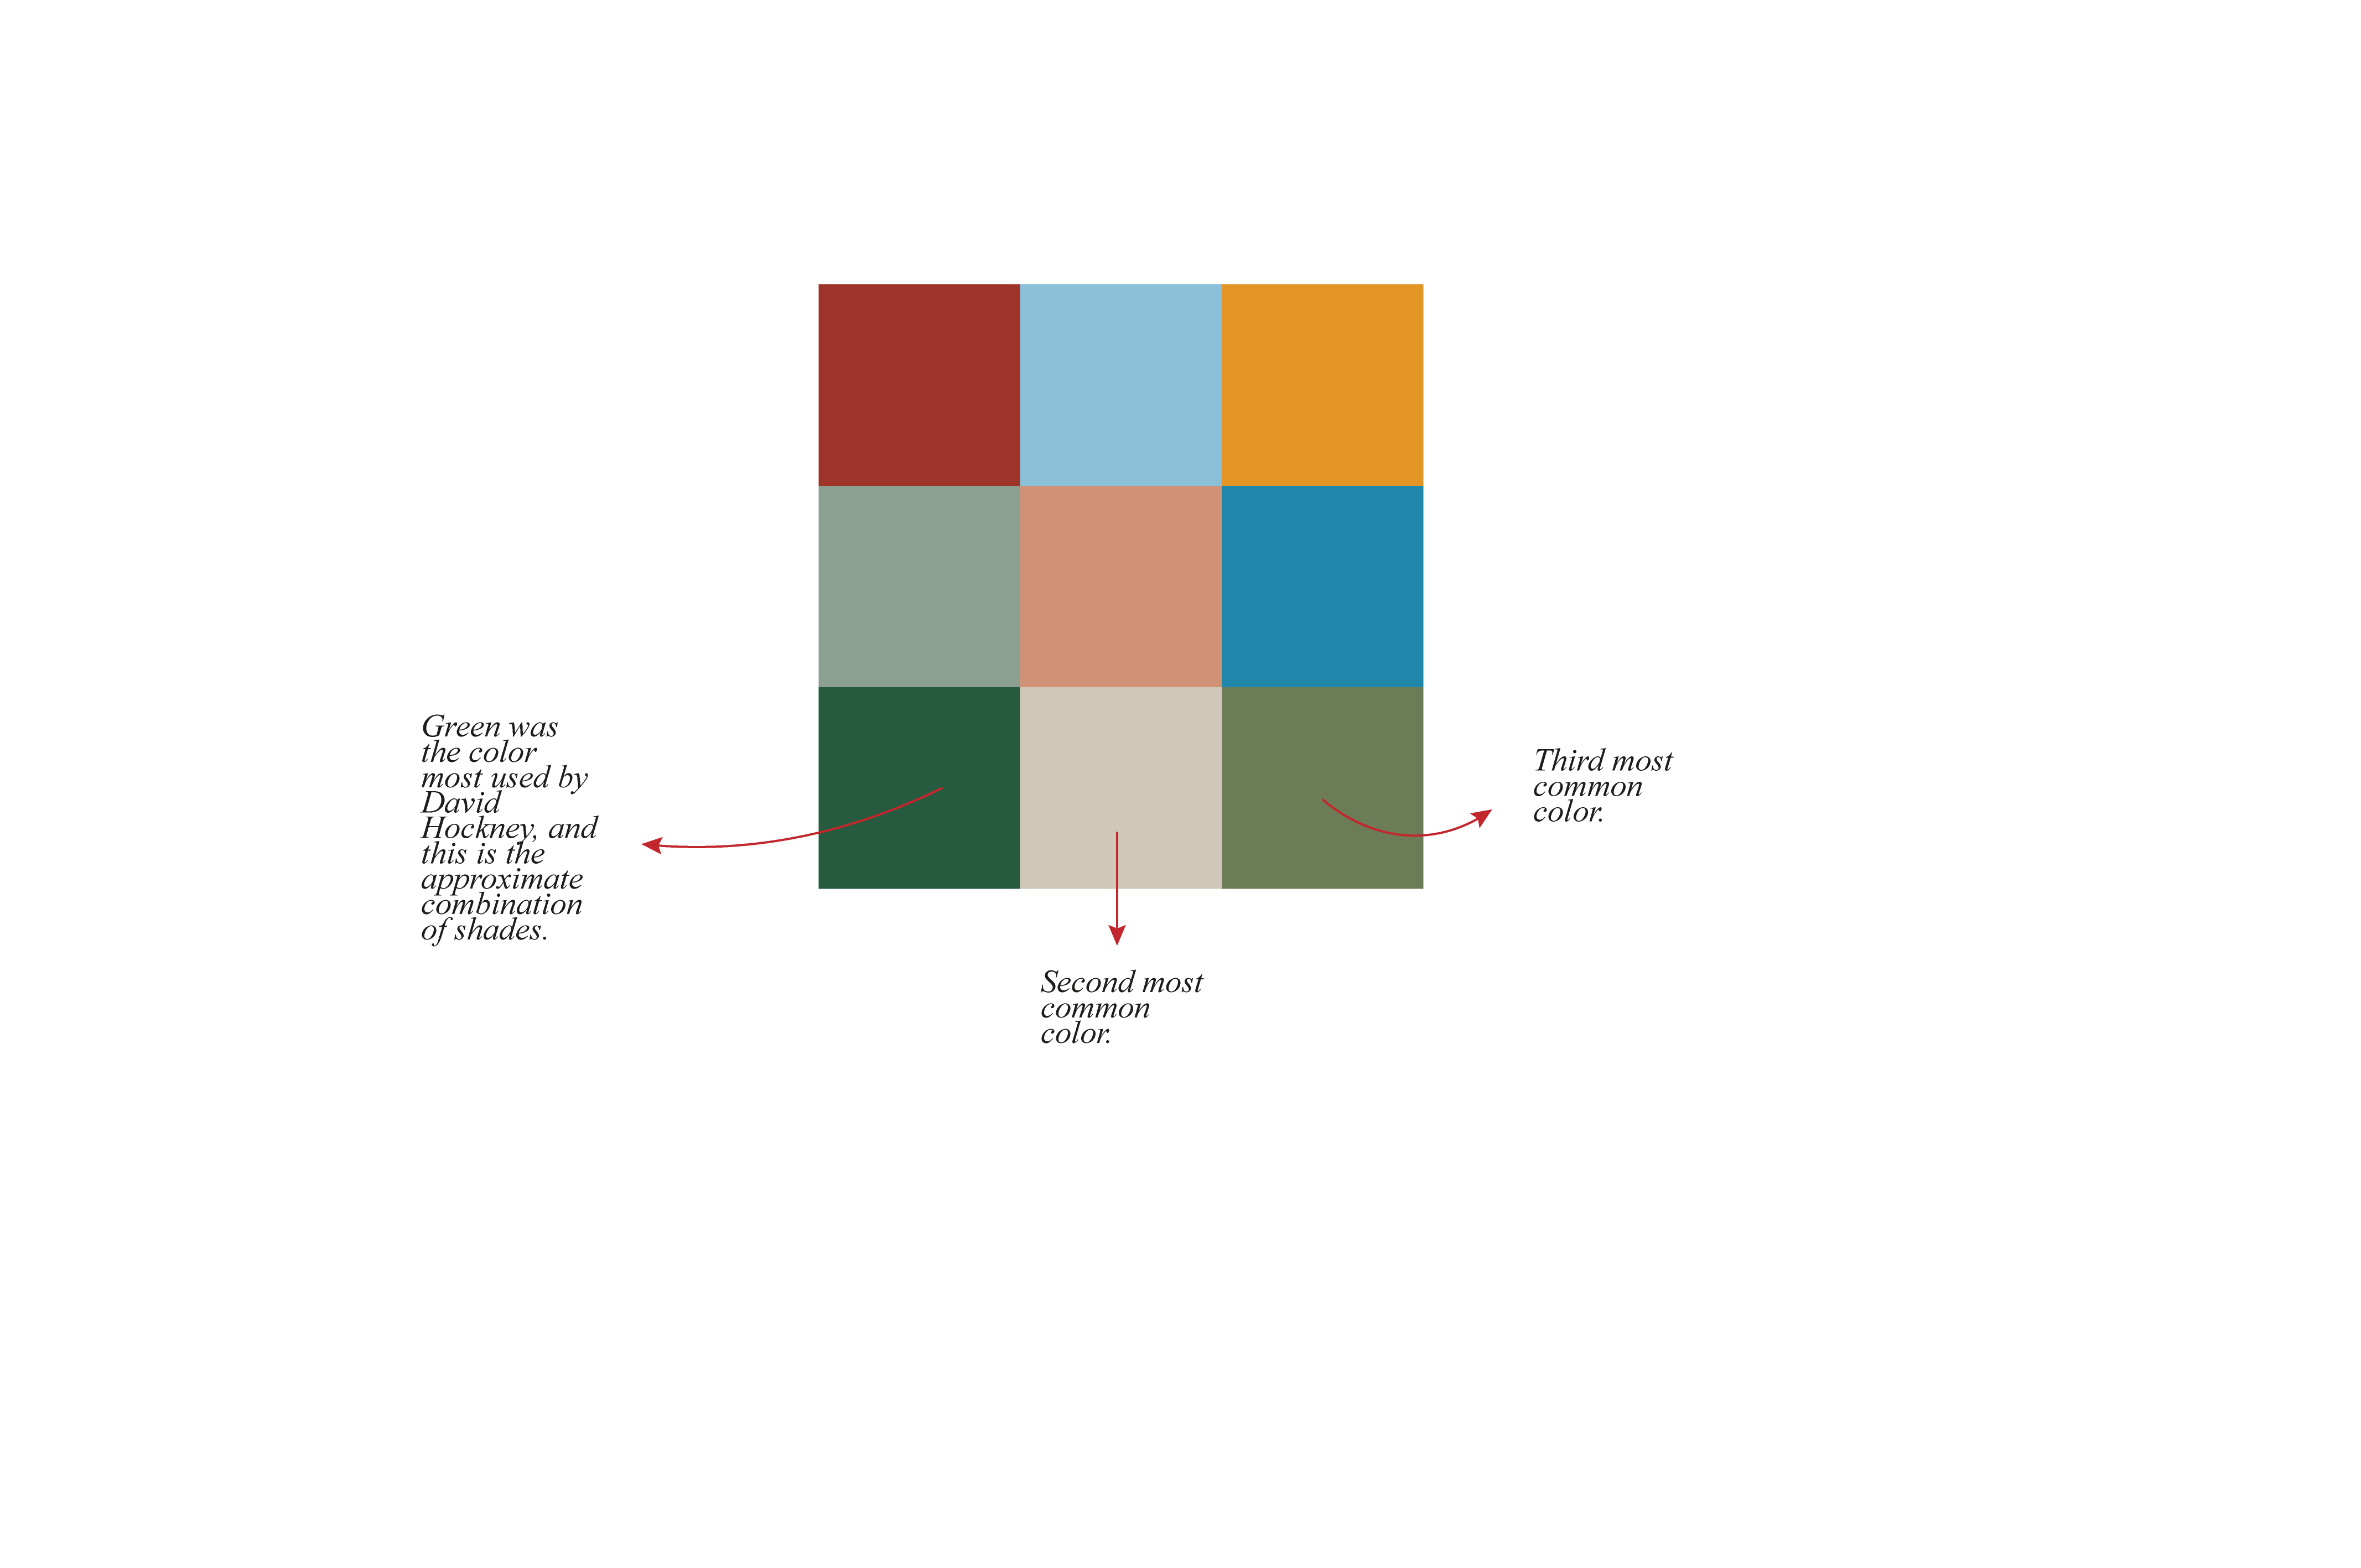 Green was
the color
most used by
David
Hockney, and
this is the
approximate
combination
of shades.
Third most
common
color.
Second most
common
color.